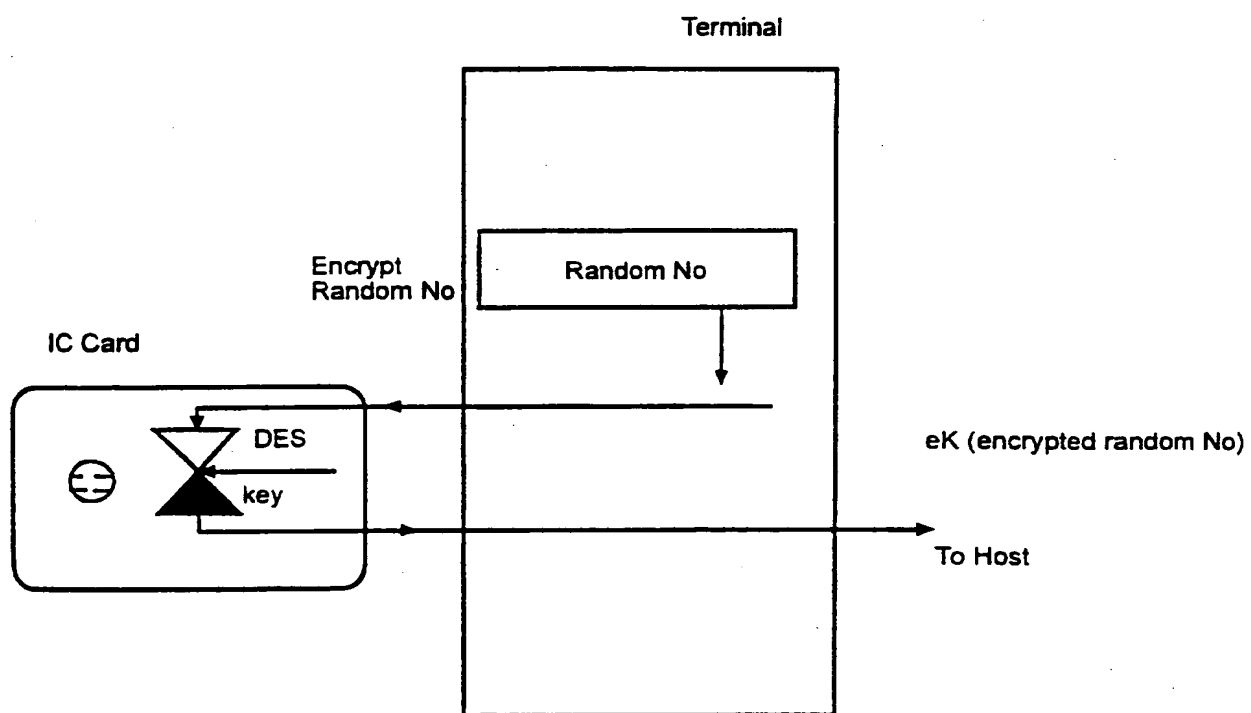 Terminal
Encrypt
Random No
Random No
IC Card
DES
key
eK (encrypted random No)
To Host